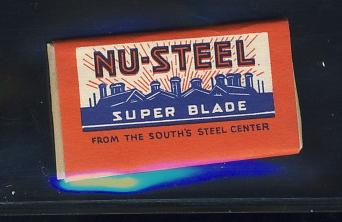 NU-STEEL
SUPER BLADE
FROM THE SOUTH'S STEEL CENTER